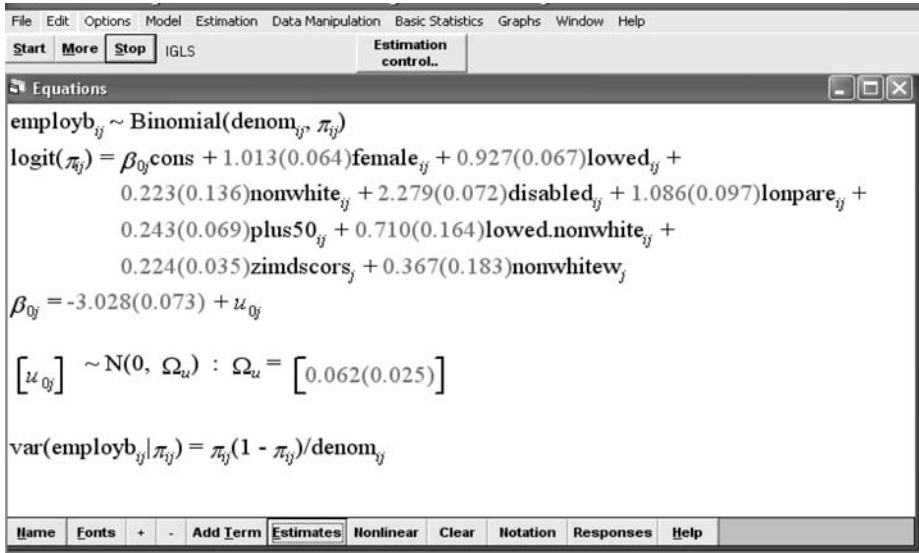 File Edit Options Model Estimation Data Manipulation Basic Statistics Graphs Window Help
Start More Stop IGLS Estimation control..
Equations
employb_ij ~ Binomial(denom_ij, π_ij)
logit(π_ij) = β_0j cons + 1.013(0.064)female_ij + 0.927(0.067)lowed_ij +
0.223(0.136)nonwhite_ij + 2.279(0.072)disabled_ij + 1.086(0.097)lonpare_ij +
0.243(0.069)plus50_ij + 0.710(0.164)lowed.nonwhite_ij +
0.224(0.035)zimdscors_j + 0.367(0.183)nonwhitew_j
β_0j = -3.028(0.073) + u_0j
[u_0j] ~ N(0, Ω_u) : Ω_u = [0.062(0.025)]
var(employb_ij|π_ij) = π_ij(1 - π_ij)/denom_ij
Name Fonts + - Add Term Estimates Nonlinear Clear Notation Responses Help